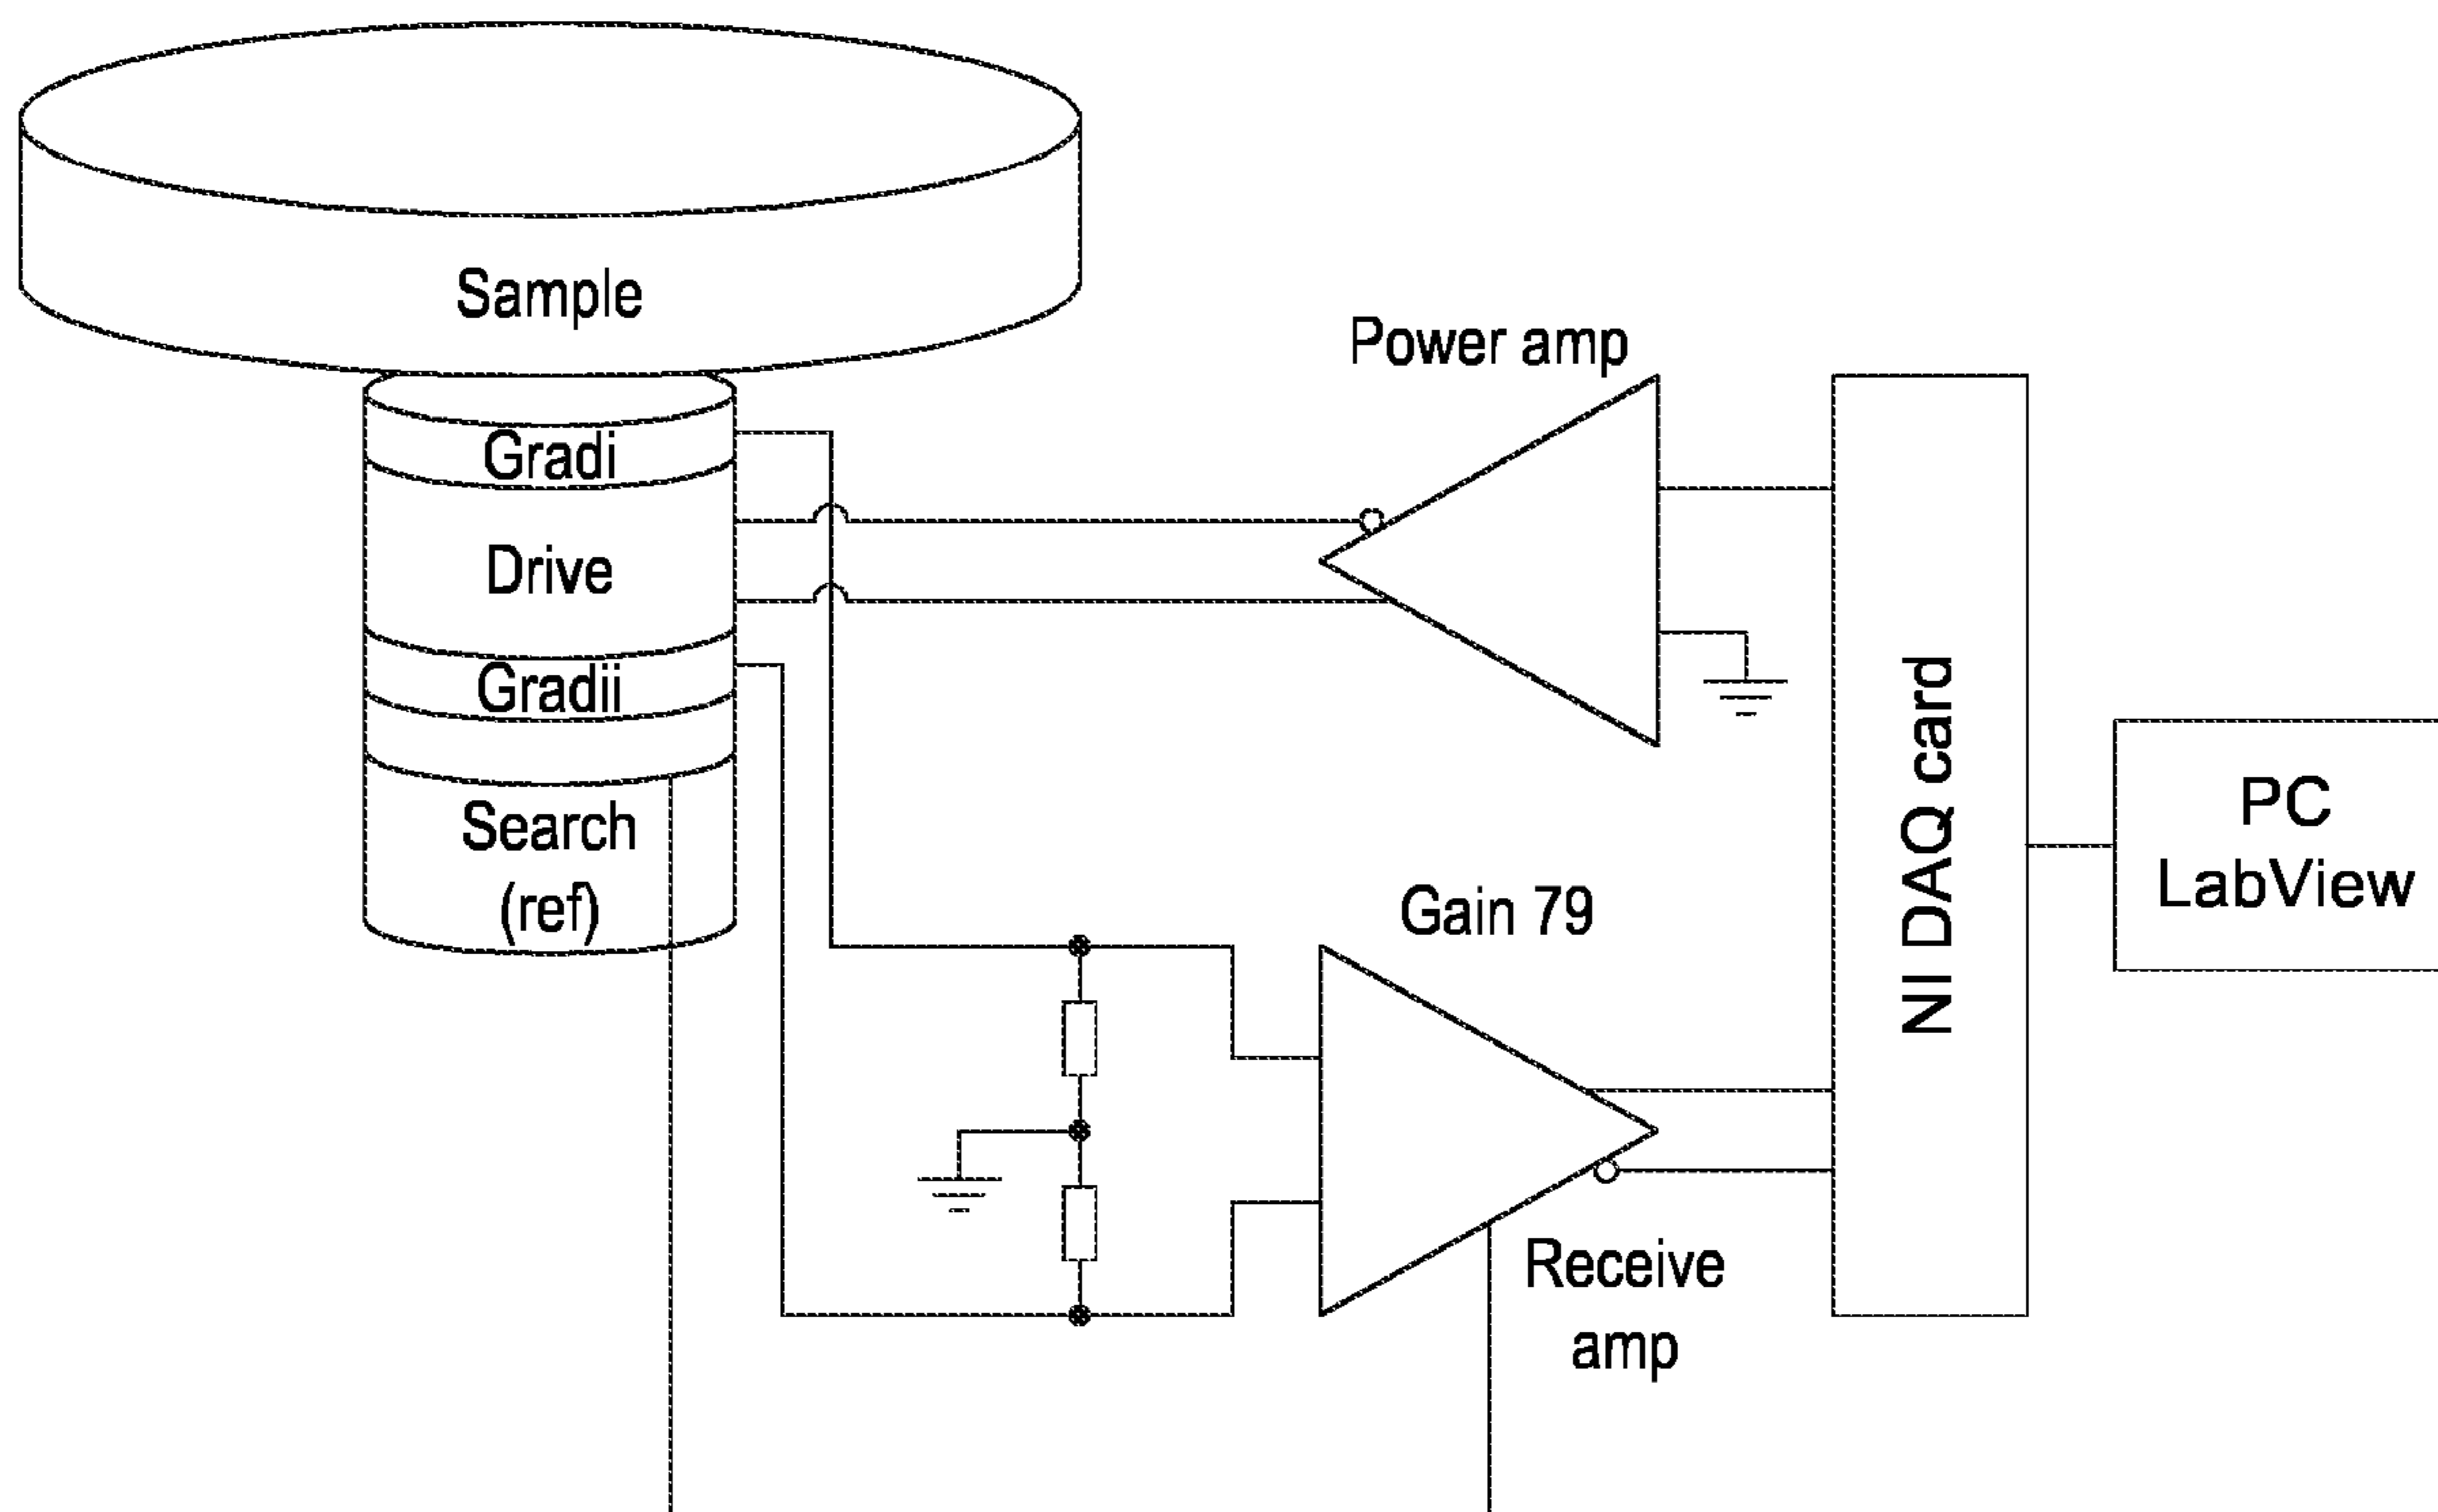 Sample
Power amp
Gradi
Drive
Gradii
Search
(ref)
NI DAQ card
PC
LabView
Gain 79
Receive
amp